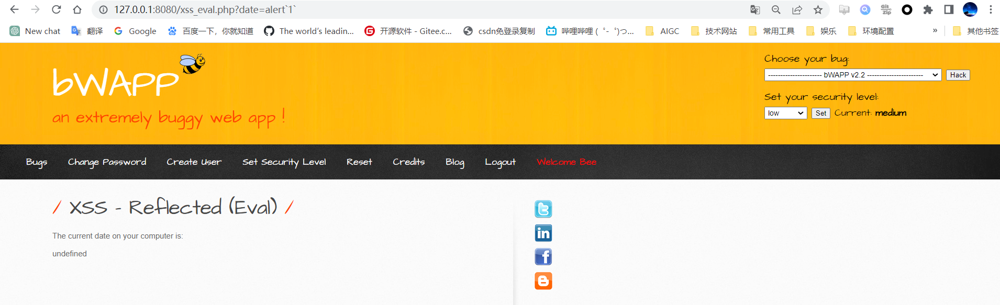 127.0.0.1:8080/xss_eval.php?date=alert`1`
New chat 翻译 Google 百度一下，你就知道 The world's leadin... 开源软件 - Gitee.c... csdn免登录复制 哔哩哔哩 (゜-゜)つ... AIGC 技术网站 常用工具 娱乐 环境配置 » 其他书签
bWAPP
an extremely buggy web app !
Choose your bug:
---------------------- bWAPP v2.2 ----------------------- Hack
Set your security level:
low Set Current: medium
Bugs Change Password Create User Set Security Level Reset Credits Blog Logout Welcome Bee
/ XSS - Reflected (Eval) /
The current date on your computer is:
undefined